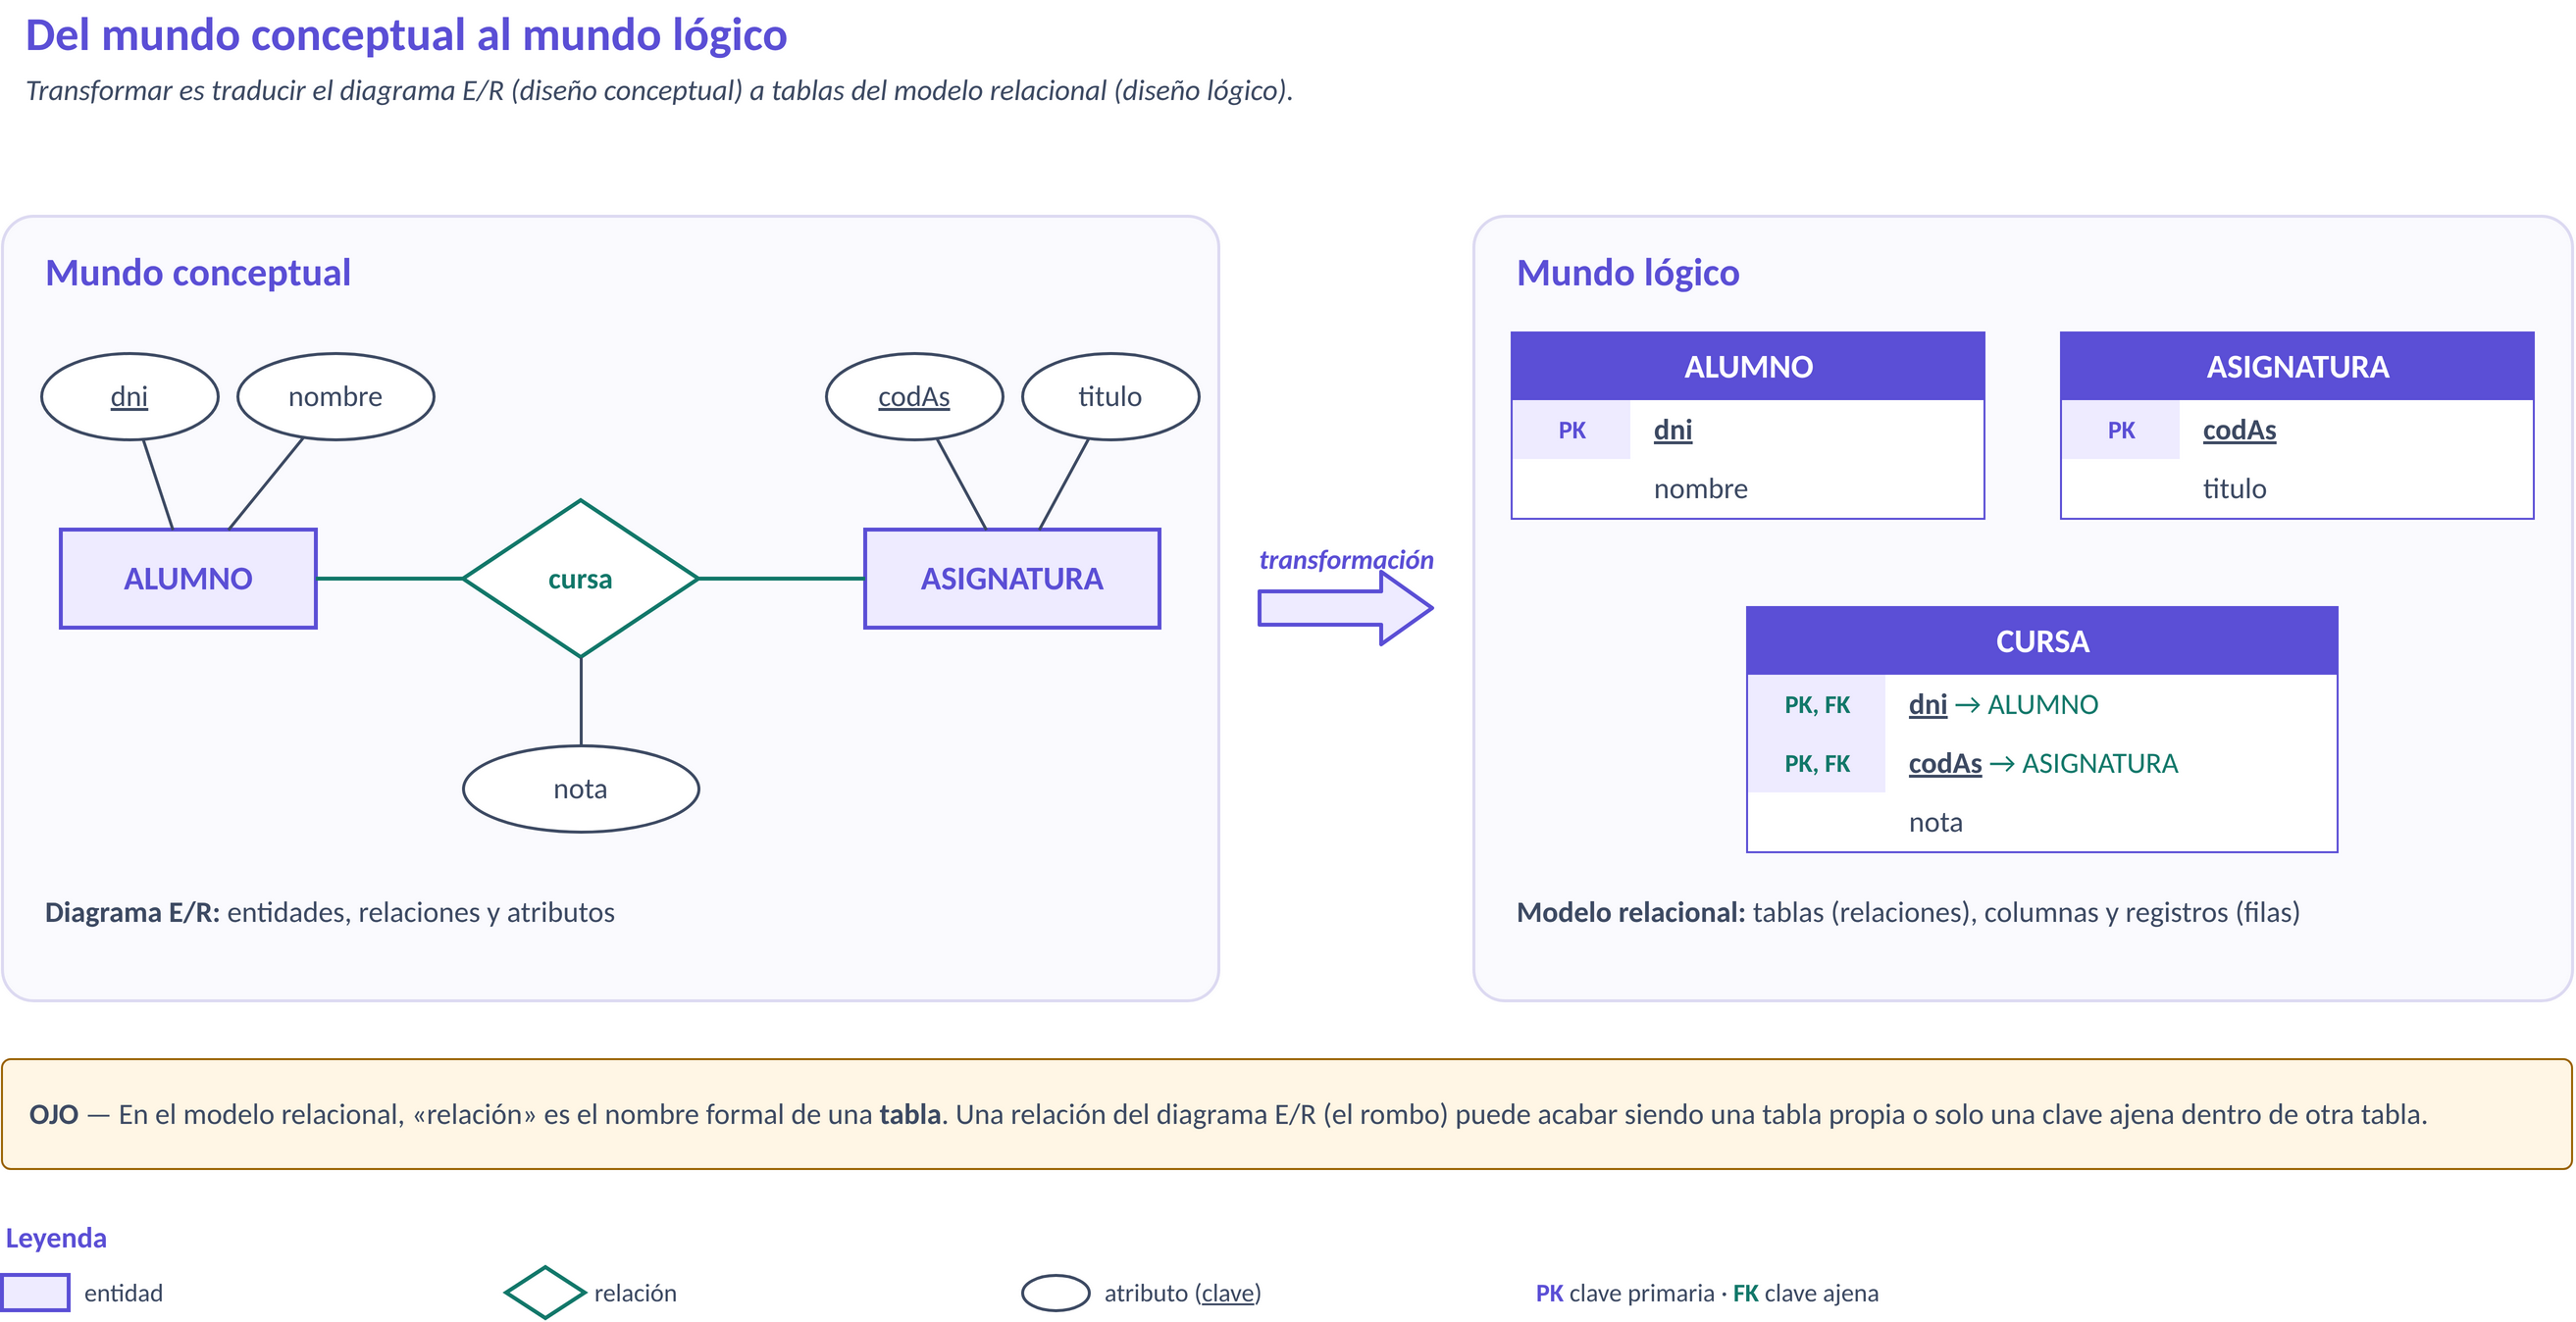 Del mundo conceptual al mundo lógico
Transformar es traducir el diagrama E/R (diseño conceptual) a tablas del modelo relacional (diseño lógico).
Mundo conceptual
dni
nombre
codAs
titulo
ALUMNO
cursa
ASIGNATURA
nota
Diagrama E/R: entidades, relaciones y atributos
transformación
Mundo lógico
ALUMNO
PK dni
nombre
ASIGNATURA
PK codAs
titulo
CURSA
PK, FK dni → ALUMNO
PK, FK codAs → ASIGNATURA
nota
Modelo relacional: tablas (relaciones), columnas y registros (filas)
OJO — En el modelo relacional, «relación» es el nombre formal de una tabla. Una relación del diagrama E/R (el rombo) puede acabar siendo una tabla propia o solo una clave ajena dentro de otra tabla.
Leyenda
entidad
relación
atributo (clave)
PK clave primaria · FK clave ajena